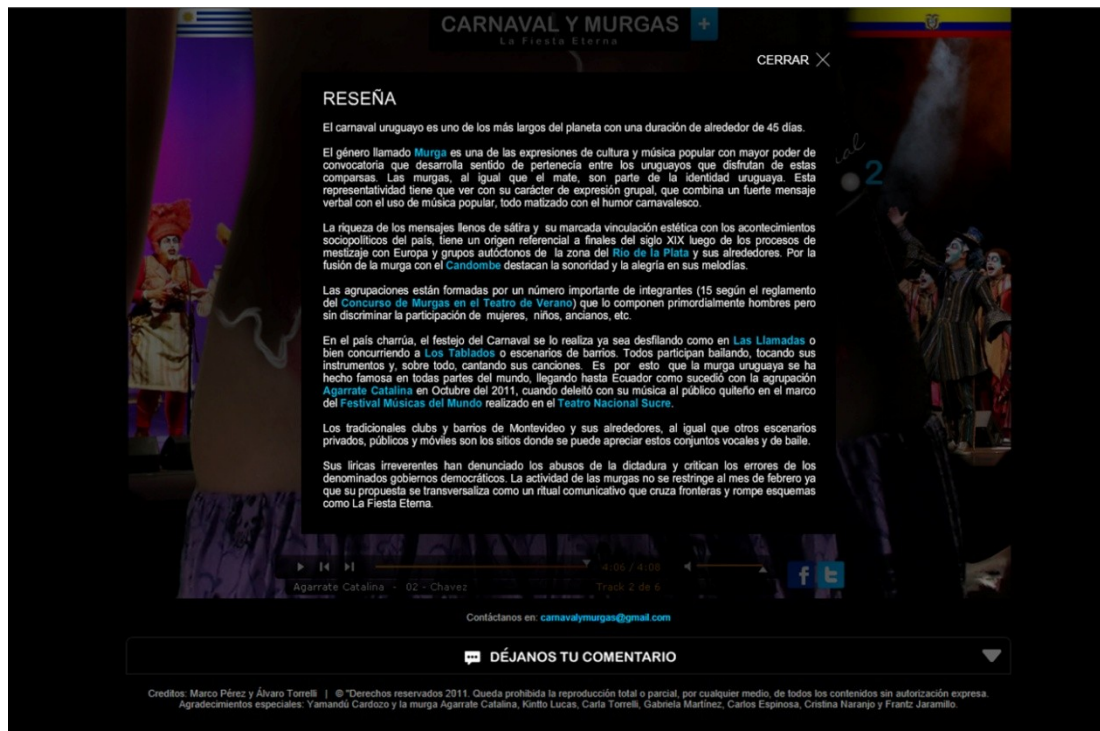 CARNAVAL Y MURGAS +
La Fiesta Eterna
CERRAR
RESEÑA
El carnaval uruguayo es uno de los más largos del planeta con una duración de alrededor de 45 días.
El género llamado Murga es una de las expresiones de cultura y música popular con mayor poder de
convocatoria que desarrolla sentido de pertenecía entre los uruguayos que disfrutan de estas
comparsas. Las murgas, al igual que el mate, son parte de la identidad uruguaya. Esta
representatividad tiene que ver con su carácter de expresión grupal, que combina un fuerte mensaje
verbal con el uso de música popular, todo matizado con el humor carnavalesco.
La riqueza de los mensajes llenos de sátira y su marcada vinculación estética con los acontecimientos
sociopolíticos del país, tiene un origen referencial a finales del siglo XIX luego de los procesos de
mestizaje con Europa y grupos autóctonos de la zona del Río de la Plata y sus alrededores. Por la
fusión de la murga con el Candombe destacan la sonoridad y la alegría en sus melodías.
Las agrupaciones están formadas por un número importante de integrantes (15 según el reglamento
del Concurso de Murgas en el Teatro de Verano) que lo componen primordialmente hombres pero
sin discriminar la participación de mujeres, niños, ancianos, etc.
En el país charrúa, el festejo del Carnaval se lo realiza ya sea desfilando como en Las Llamadas o
bien concurriendo a Los Tablados o escenarios de barrios. Todos participan bailando, tocando sus
instrumentos y, sobre todo, cantando sus canciones. Es por esto que la murga uruguaya se ha
hecho famosa en todas partes del mundo, llegando hasta Ecuador como sucedió con la agrupación
Agarrate Catalina en Octubre del 2011, cuando deleitó con su música al público quiteño en el marco
del Festival Músicas del Mundo realizado en el Teatro Nacional Sucre.
Los tradicionales clubs y barrios de Montevideo y sus alrededores, al igual que otros escenarios
privados, públicos y móviles son los sitios donde se puede apreciar estos conjuntos vocales y de baile.
Sus liricas irreverentes han denunciado los abusos de la dictadura y critican los errores de los
denominados gobiernos democráticos. La actividad de las murgas no se restringe al mes de febrero ya
que su propuesta se transversaliza como un ritual comunicativo que cruza fronteras y rompe esquemas
como La Fiesta Eterna.
2
4:06 / 4:08
Agarrate Catalina - 02 - Chavez Track 2 de 6
f t
Contáctanos en: carnavalymurgas@gmail.com
DÉJANOS TU COMENTARIO
Creditos: Marco Pérez y Álvaro Torrelli | © "Derechos reservados 2011. Queda prohibida la reproducción total o parcial, por cualquier medio, de todos los contenidos sin autorización expresa.
Agradecimientos especiales: Yamandú Cardozo y la murga Agarrate Catalina, Kintto Lucas, Carla Torrelli, Gabriela Martínez, Carlos Espinosa, Cristina Naranjo y Frantz Jaramillo.